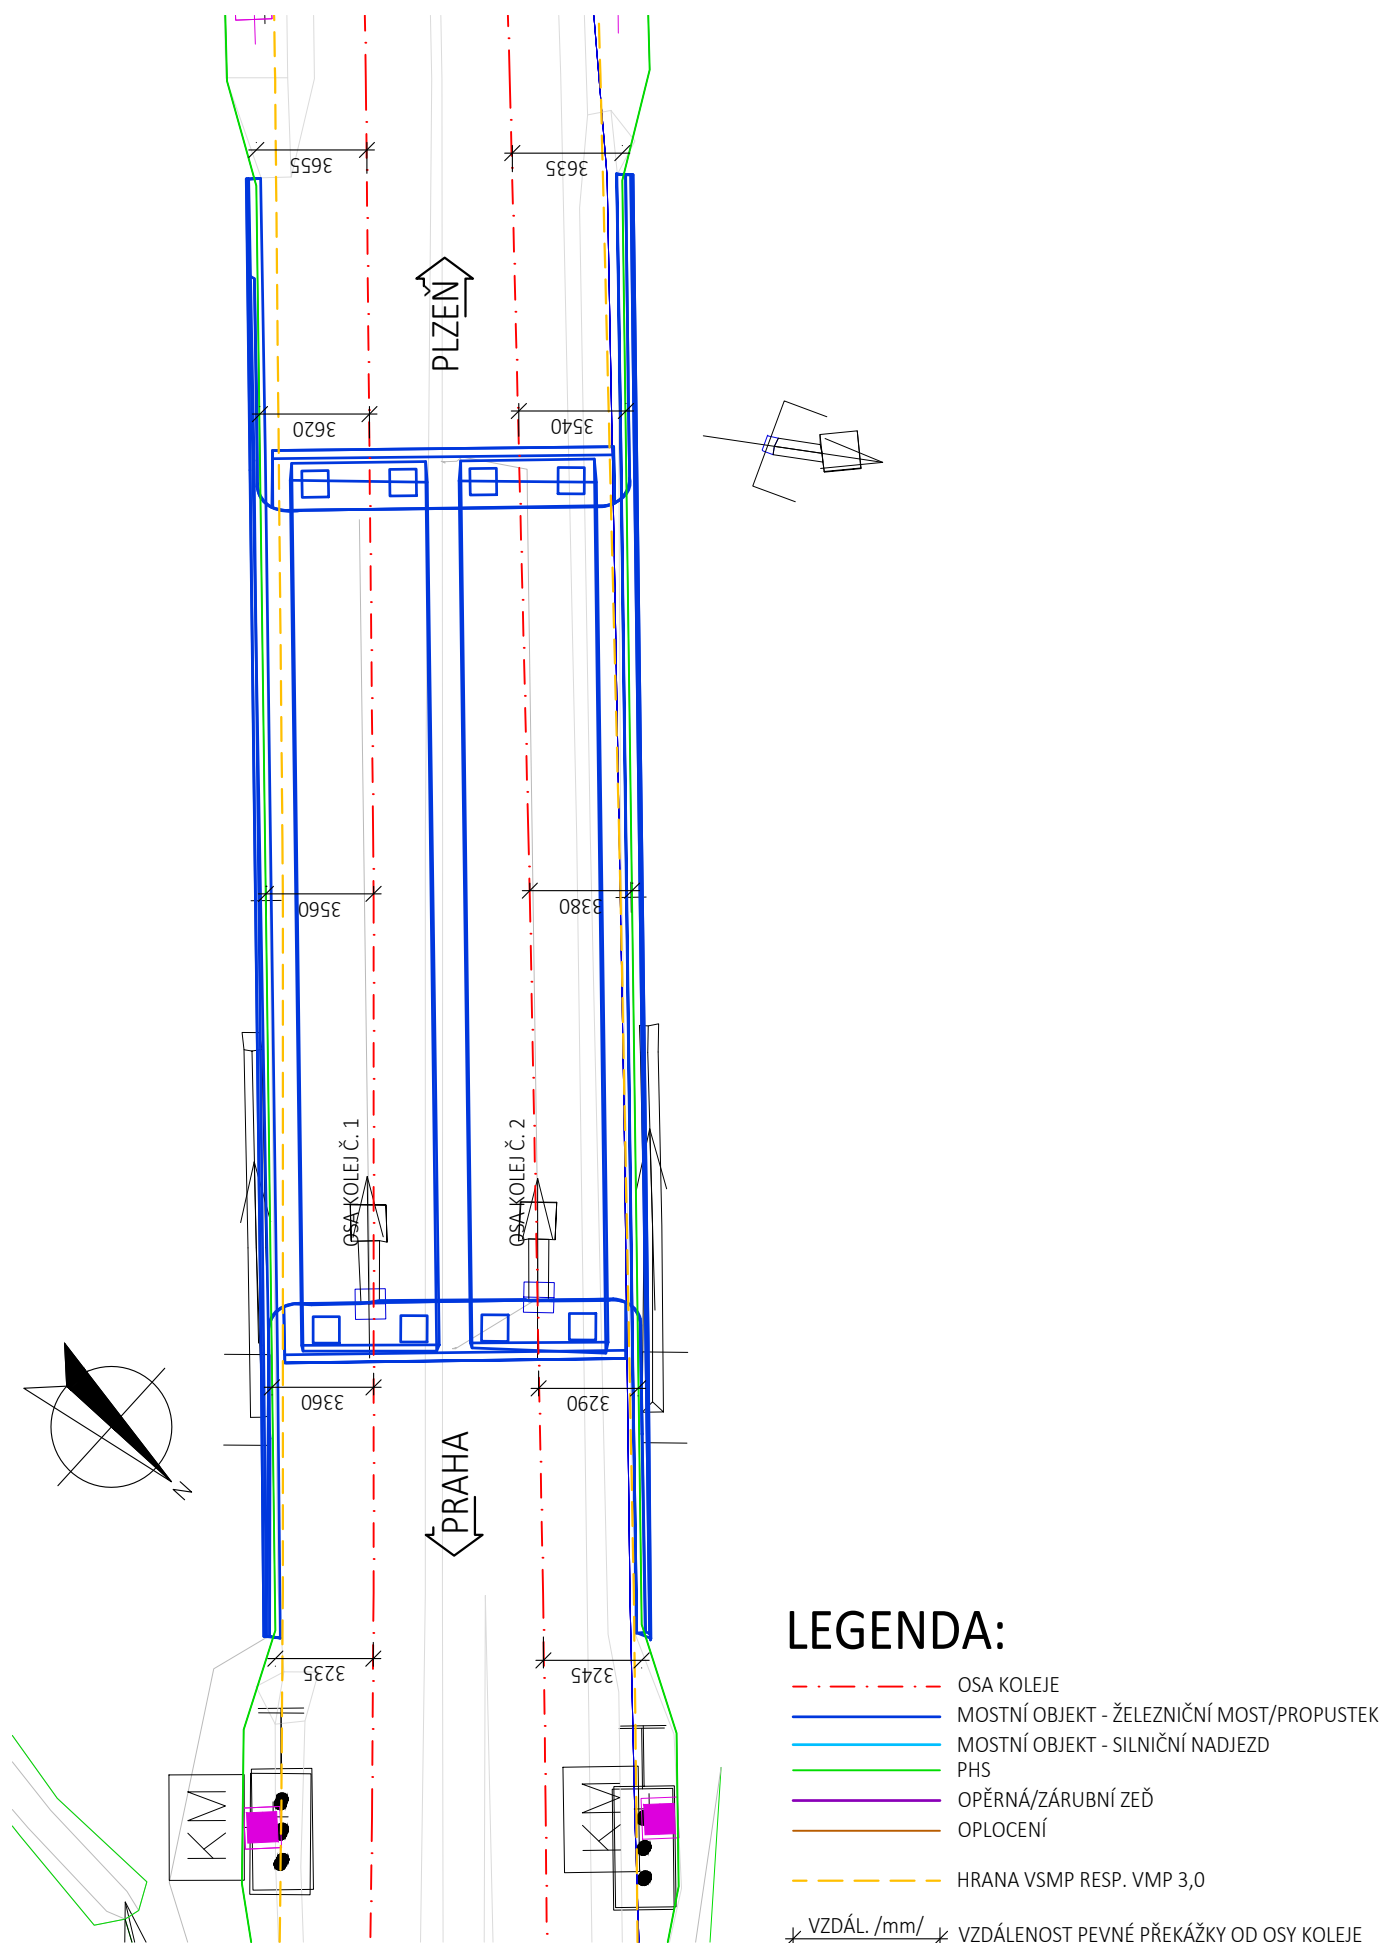 3655
3635
PLZEŇ
3620
3540
3560
3380
OSA KOLEJ Č. 1
OSA KOLEJ Č. 2
3360
3290
PRAHA
N
3235
3245
KM
KM
LEGENDA:
OSA KOLEJE
MOSTNÍ OBJEKT - ŽELEZNIČNÍ MOST/PROPUSTEK
MOSTNÍ OBJEKT - SILNIČNÍ NADJEZD
PHS
OPĚRNÁ/ZÁRUBNÍ ZEĎ
OPLOCENÍ
HRANA VSMP RESP. VMP 3,0
VZDÁL. /mm/ VZDÁLENOST PEVNÉ PŘEKÁŽKY OD OSY KOLEJE